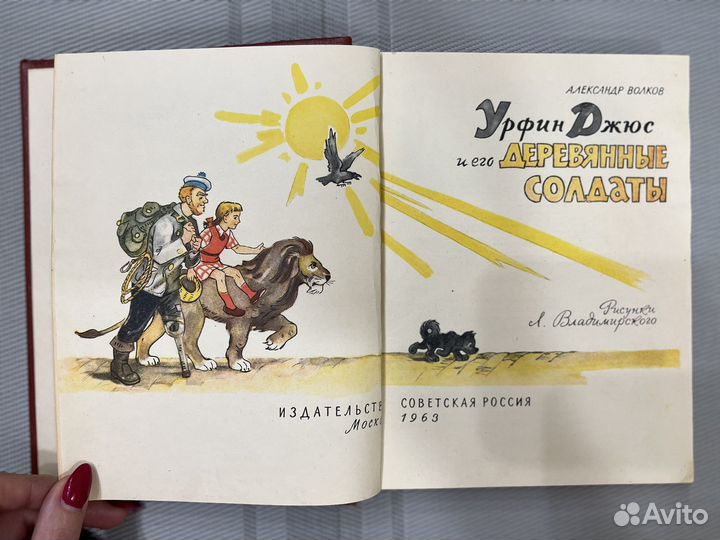 АЛЕКСАНДР ВОЛКОВ
Урфин Джюс
и его ДЕРЕВЯННЫЕ
СОЛДАТЫ
Рисунки
Л. Владимирского
ИЗДАТЕЛЬСТВ СОВЕТСКАЯ РОССИЯ
Моск 1963
Avito